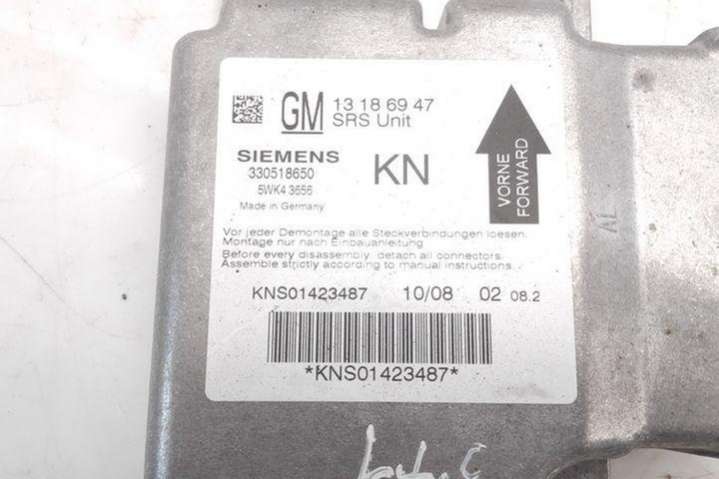 GM 13 18 69 47
SRS Unit
SIEMENS
330518650
5WK4 3656
KN
Made in Germany
VORNE
FORWARD
Vor jeder Demontage alle Steckverbindungen loesen.
Montage nur nach Einbauanleitung
Before every disassembly, detach all connectors.
Assemble strictly according to manual instructions.
KNS01423487 10/08 02 08.2
*KNS01423487*